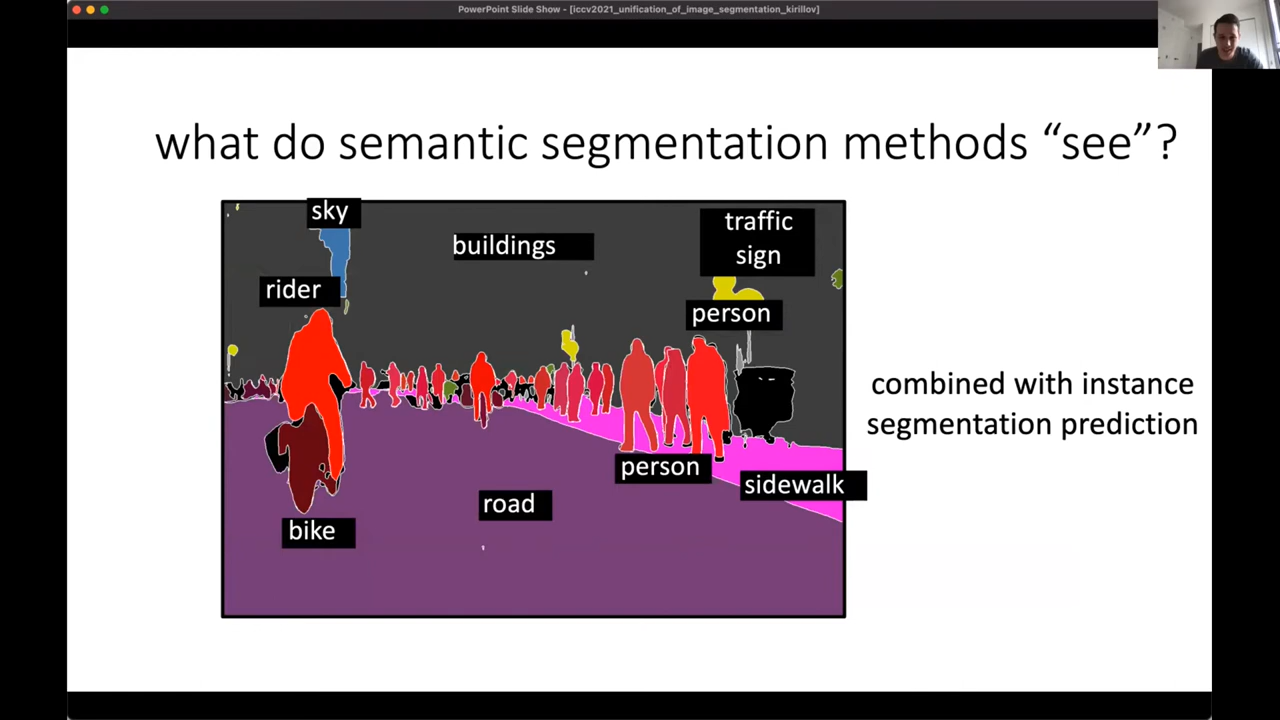 PowerPoint Slide Show - [iccv2021_unification_of_image_segmentation_kirillov]
what do semantic segmentation methods “see”?
sky
buildings
traffic
sign
rider
person
combined with instance
segmentation prediction
person
sidewalk
road
bike